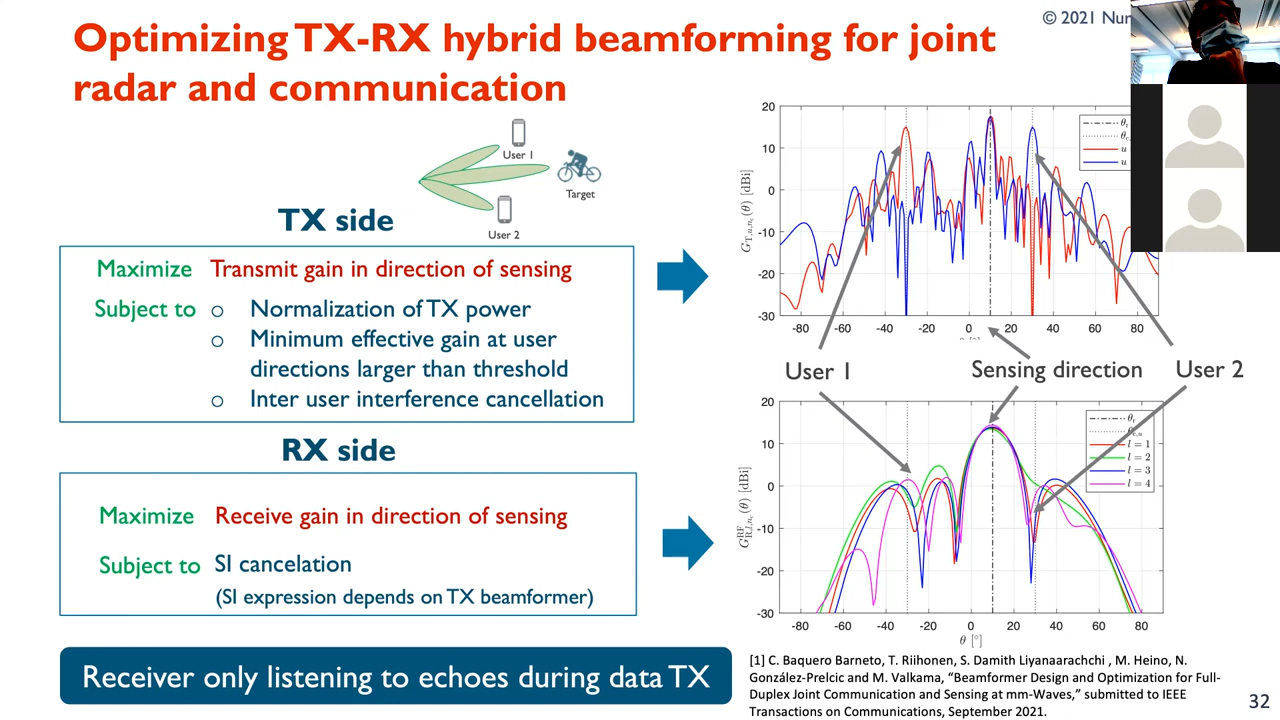 © 2021 Nur
Optimizing TX-RX hybrid beamforming for joint
radar and communication
User 1
Target
User 2
TX side
Maximize Transmit gain in direction of sensing
Subject to
o Normalization of TX power
o Minimum effective gain at user
directions larger than threshold
o Inter user interference cancellation
RX side
Maximize Receive gain in direction of sensing
Subject to SI cancelation
(SI expression depends on TX beamformer)
Receiver only listening to echoes during data TX
20
10
0
-10
-20
-30
-80 -60 -40 -20 0 20 40 60 80
u
u
User 1
Sensing direction
User 2
20
10
0
-10
-20
-30
-80 -60 -40 -20 0 20 40 60 80
θ [°]
l = 1
l = 2
l = 3
l = 4
[1] C. Baquero Barneto, T. Riihonen, S. Damith Liyanaarachchi , M. Heino, N.
González-Prelcic and M. Valkama, “Beamformer Design and Optimization for Full-
Duplex Joint Communication and Sensing at mm-Waves,” submitted to IEEE
Transactions on Communications, September 2021.
32